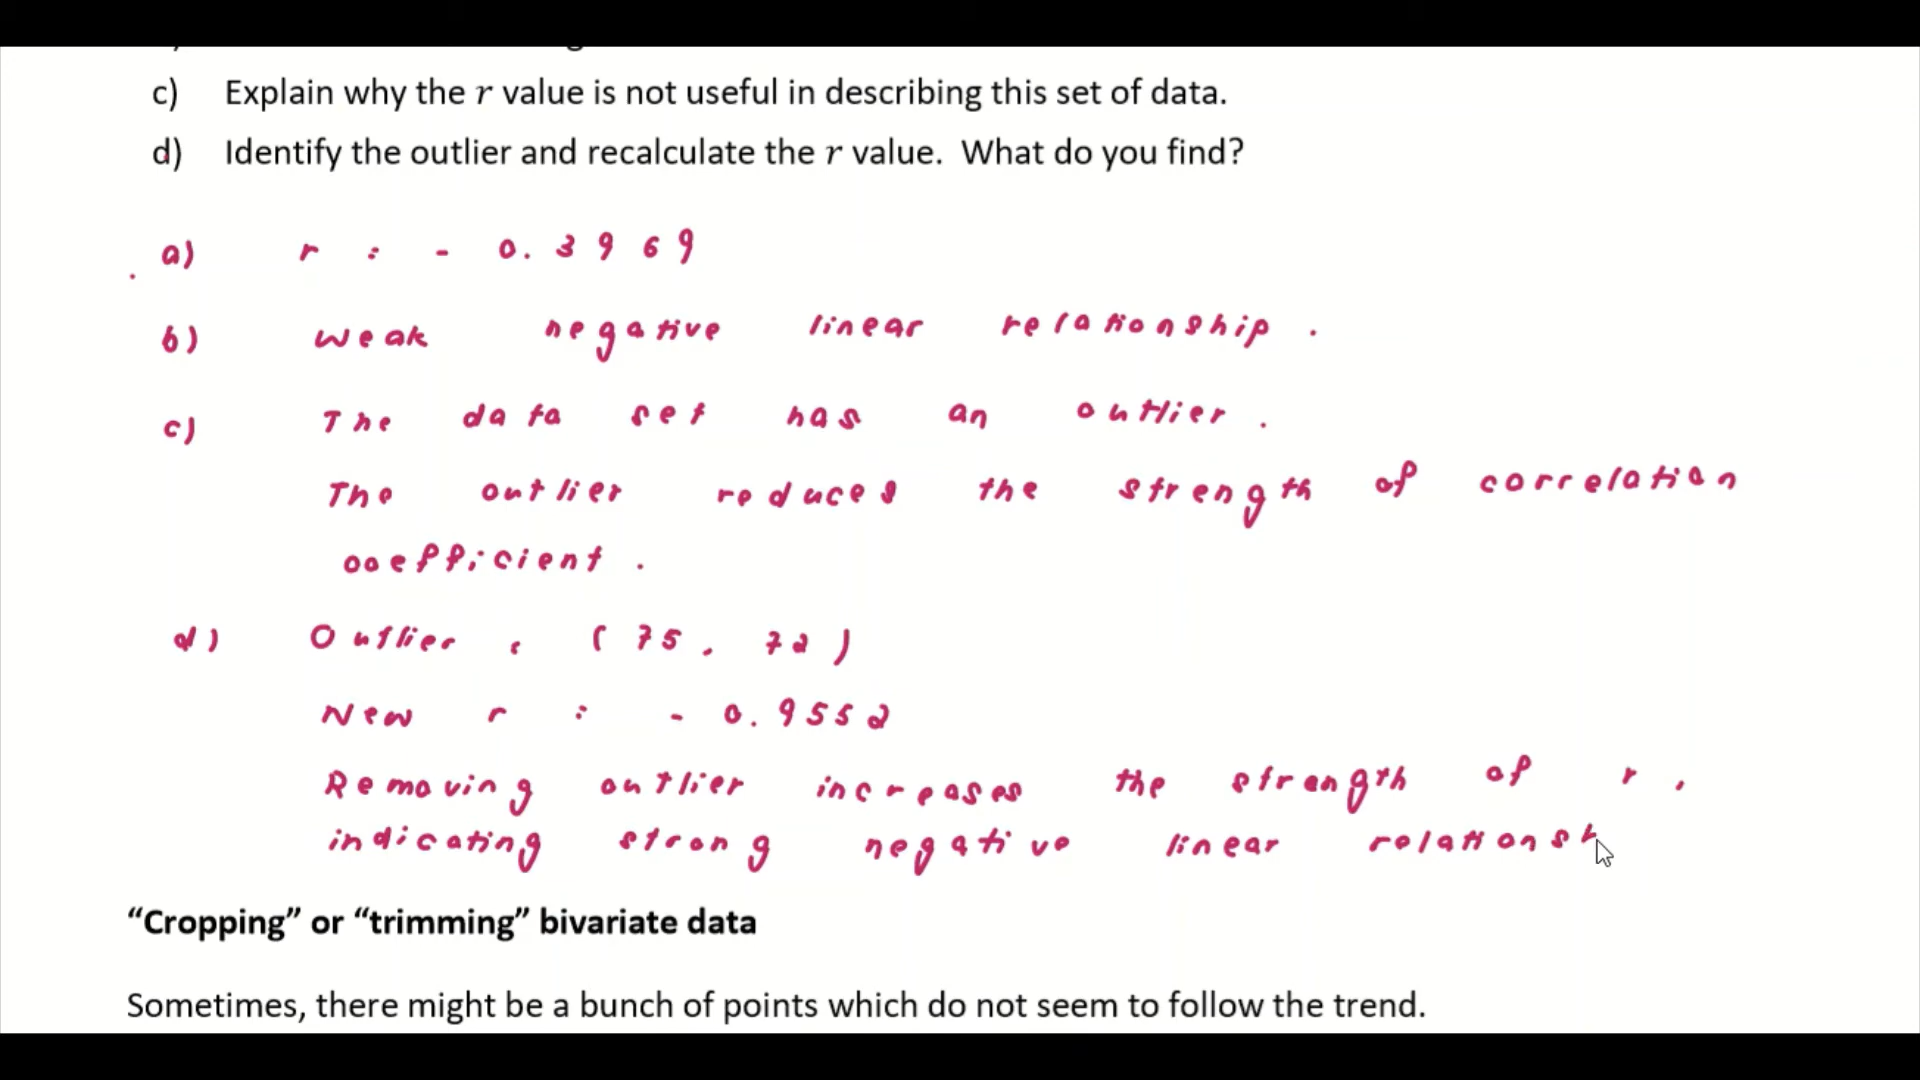 c) Explain why the r value is not useful in describing this set of data.
d) Identify the outlier and recalculate the r value. What do you find?
a) r = - 0.3969
b) Weak negative linear relationship.
c) The data set has an outlier.
The outlier reduces the strength of correlation
coefficient.
d) Outlier : (75, 72)
New r = - 0.9552
Removing outlier increases the strength of r,
indicating strong negative linear relationsh
“Cropping” or “trimming” bivariate data
Sometimes, there might be a bunch of points which do not seem to follow the trend.